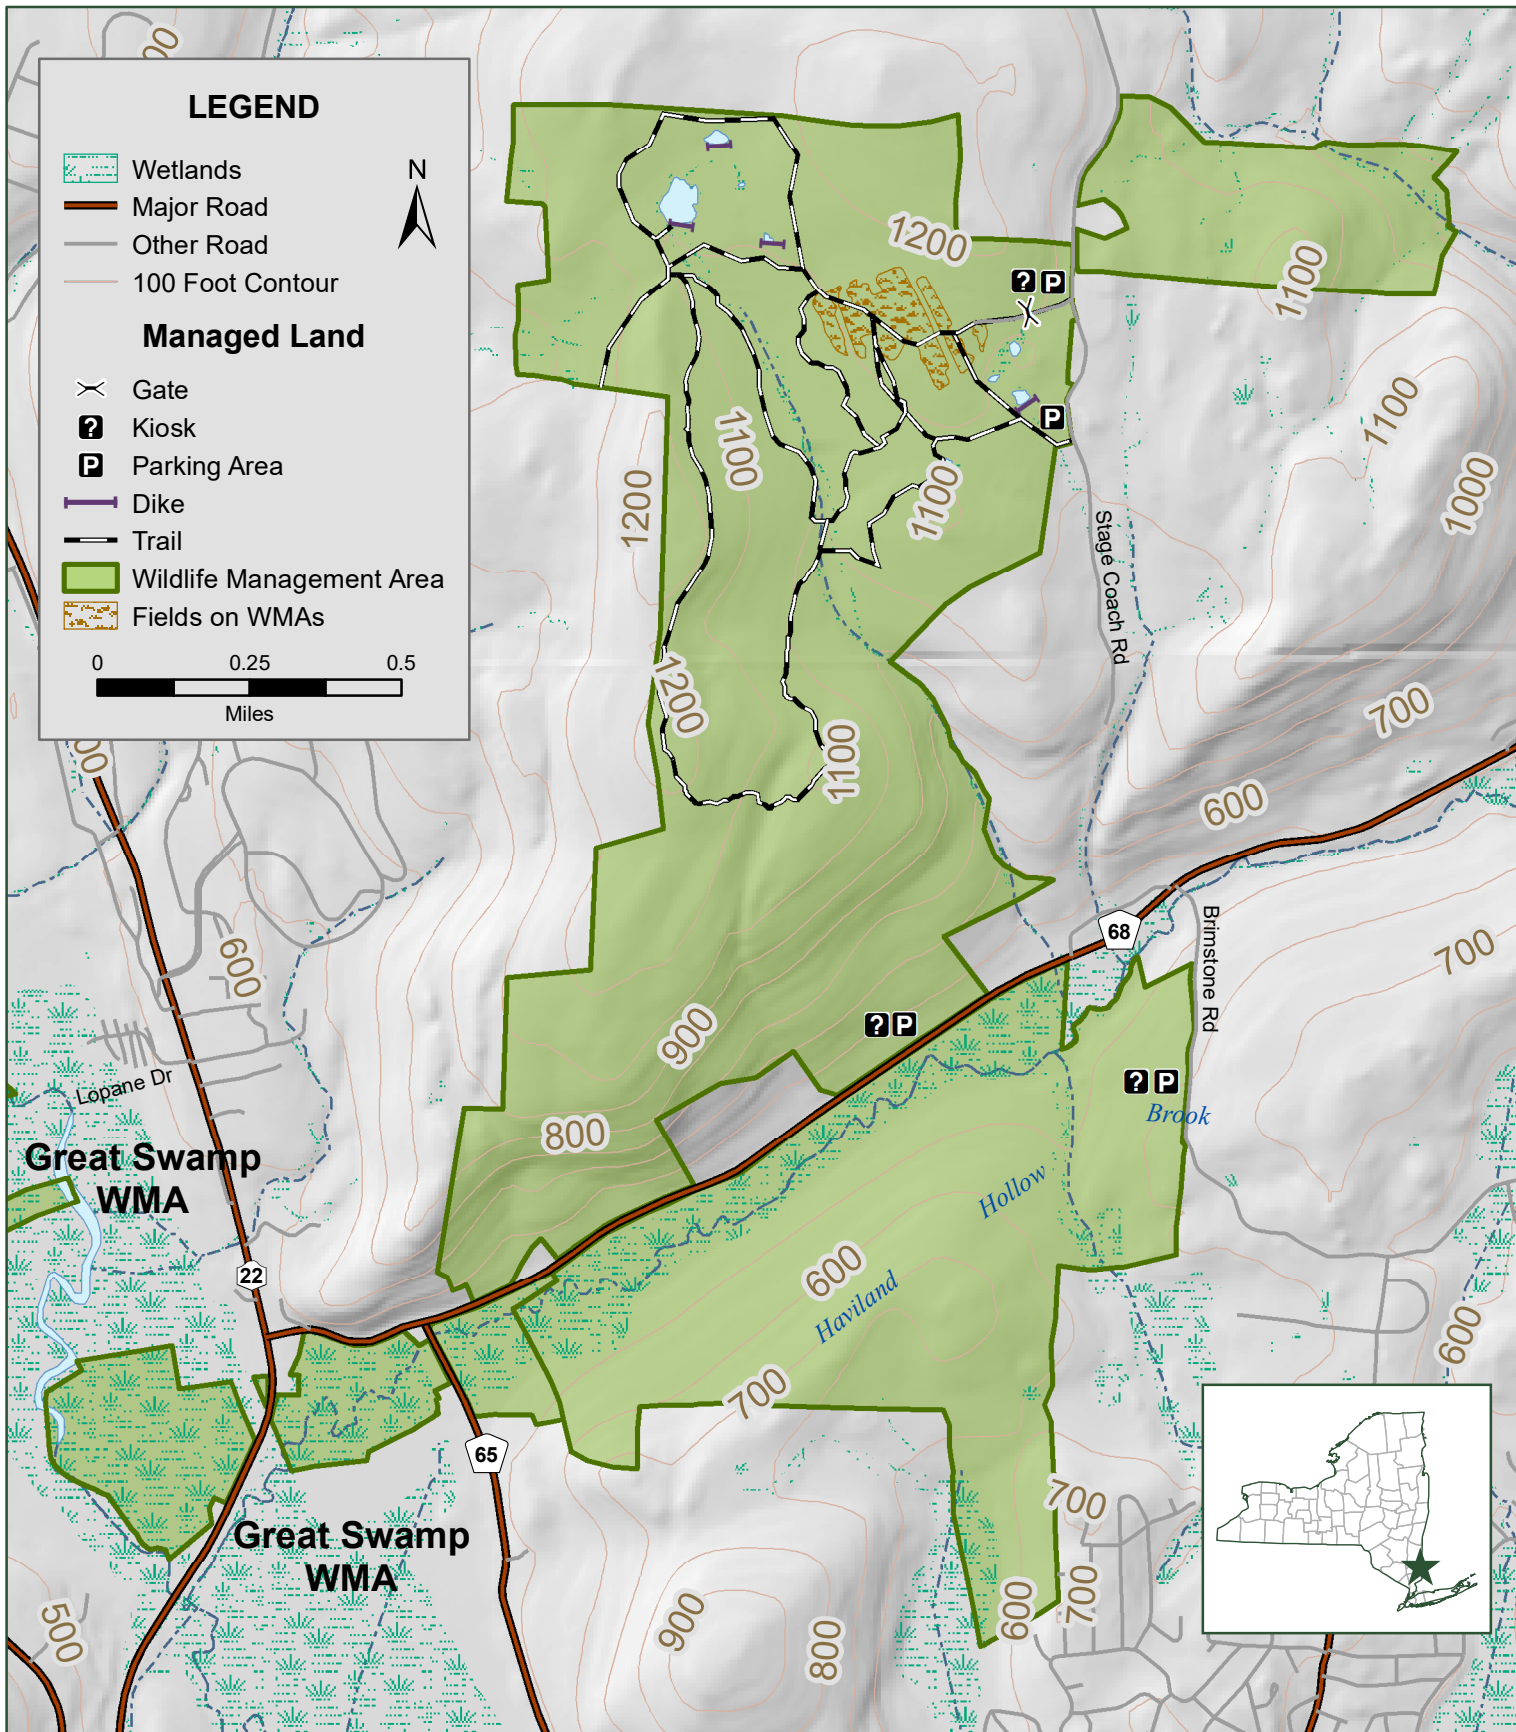 LEGEND
Wetlands
Major Road
Other Road
100 Foot Contour
N
Managed Land
Gate
? Kiosk
P Parking Area
Dike
Trail
Wildlife Management Area
Fields on WMAs
0 0.25 0.5
Miles
00
1200
1100
? P
1100
P
1100
1000
1100
1200
1100
Stage Coach Rd
1200
700
00
1100
600
68
Brimstone Rd
600
700
900
? P
Lopane Dr
? P
Brook
800
Great Swamp
WMA
Hollow
600
22
Haviland
600
700
65
700
Great Swamp
WMA
700
600
500
900
800